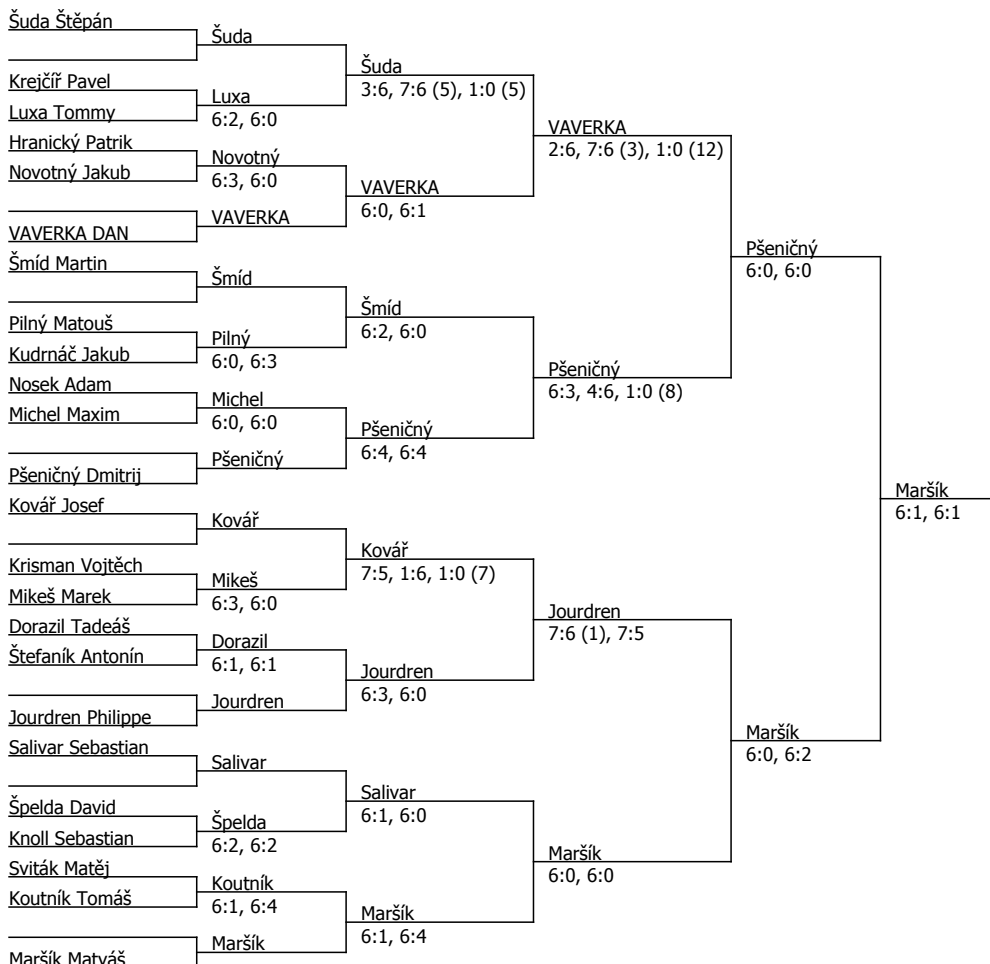 Šuda Štěpán
Krejčíř Pavel
Luxa Tommy
Hranický Patrik
Novotný Jakub
VAVERKA DAN
Šmíd Martin
Pilný Matouš
Kudrnáč Jakub
Nosek Adam
Michel Maxim
Pšeničný Dmitrij
Kovář Josef
Krisman Vojtěch
Mikeš Marek
Dorazil Tadeáš
Štefaník Antonín
Jourdren Philippe
Salivar Sebastian
Špelda David
Knoll Sebastian
Sviták Matěj
Koutník Tomáš
Maršík Matyáš
Šuda
Luxa
6:2, 6:0
Novotný
6:3, 6:0
VAVERKA
Šmíd
Pilný
6:0, 6:3
Michel
6:0, 6:0
Pšeničný
Kovář
Mikeš
6:3, 6:0
Dorazil
6:1, 6:1
Jourdren
Salivar
Špelda
6:2, 6:2
Koutník
6:1, 6:4
Maršík
Šuda
3:6, 7:6 (5), 1:0 (5)
VAVERKA
6:0, 6:1
Šmíd
6:2, 6:0
Pšeničný
6:4, 6:4
Kovář
7:5, 1:6, 1:0 (7)
Jourdren
6:3, 6:0
Salivar
6:1, 6:0
Maršík
6:1, 6:4
VAVERKA
2:6, 7:6 (3), 1:0 (12)
Pšeničný
6:3, 4:6, 1:0 (8)
Jourdren
7:6 (1), 7:5
Maršík
6:0, 6:0
Pšeničný
6:0, 6:0
Maršík
6:0, 6:2
Maršík
6:1, 6:1